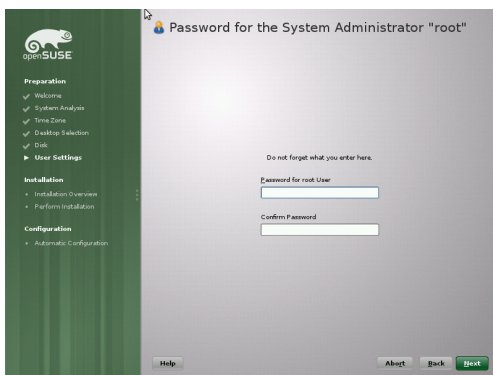 openSUSE
Preparation
Welcome
System Analysis
Time Zone
Desktop Selection
Disk
User Settings
Installation
Installation Overview
Perform Installation
Configuration
Automatic Configuration
Password for the System Administrator "root"
Do not forget what you enter here.
Password for root User
Confirm Password
Help
Abort
Back
Next